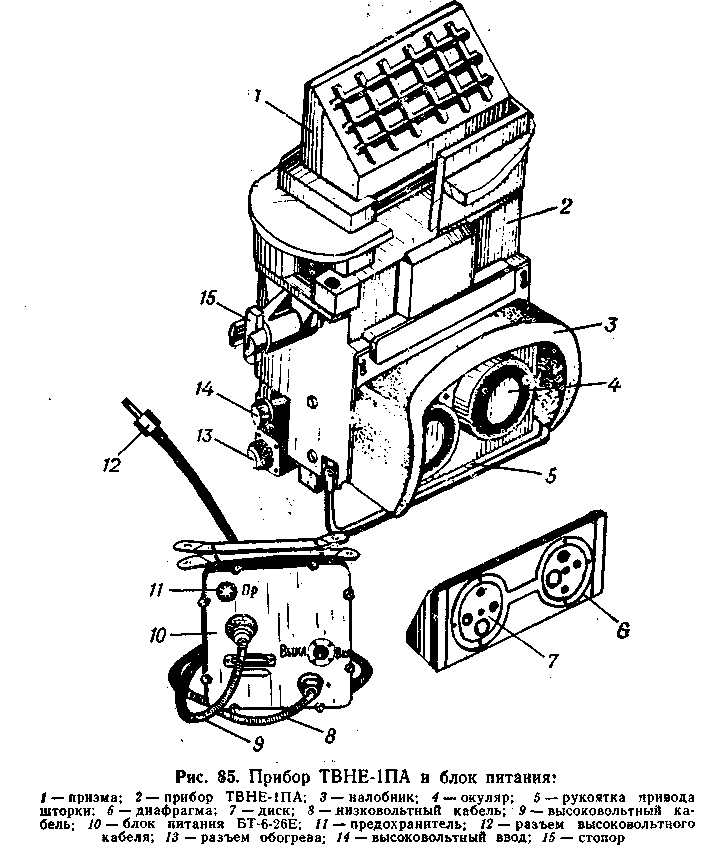 1
2
3
4
5
15
14
13
12
11
Пр
10
Выкл
Вкл
6
7
8
9
Рис. 85. Прибор ТВНЕ-1ПА и блок питания:
1 — призма; 2 — прибор ТВНЕ-1ПА; 3 — налобник; 4 — окуляр; 5 — рукоятка привода
шторки; 6 — диафрагма; 7 — диск; 8 — низковольтный кабель; 9 — высоковольтный ка-
бель; 10 — блок питания БТ-6-26Е; 11 — предохранитель; 12 — разъем высоковольтного
кабеля; 13 — разъем обогрева; 14 — высоковольтный ввод; 15 — стопор